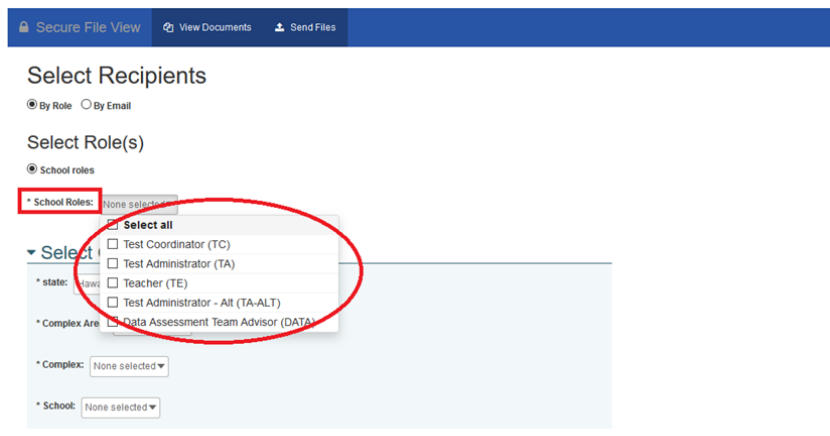 Secure File View View Documents Send Files
Select Recipients
By Role By Email
Select Role(s)
School roles
* School Roles: None selected
Select all
Test Coordinator (TC)
Select
Test Administrator (TA)
Teacher (TE)
* state:
Test Administrator - Alt (TA-ALT)
* Complex Are
Data Assessment Team Advisor (DATA)
* Complex: None selected
* School: None selected